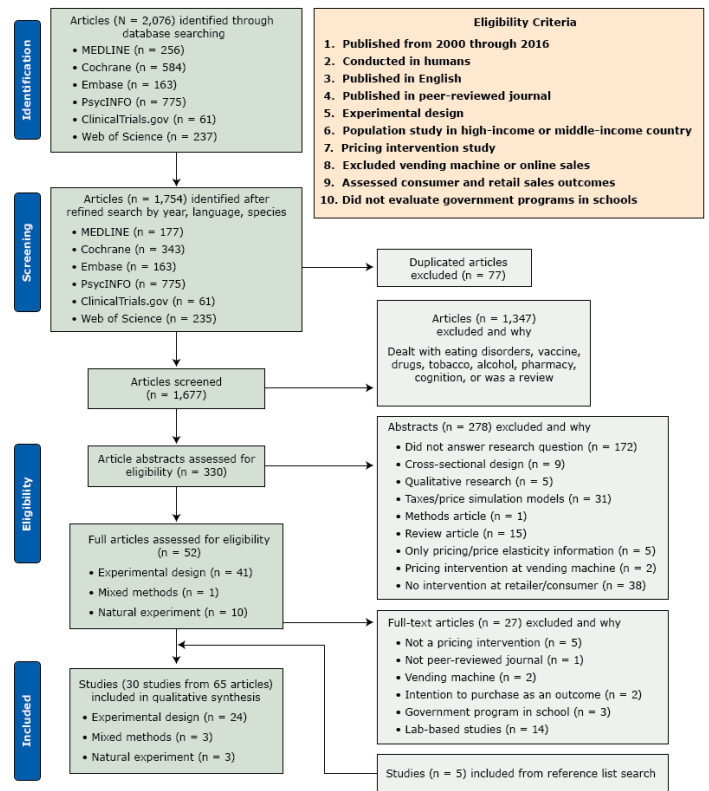 Identification
Articles (N = 2,076) identified through
database searching
• MEDLINE (n = 256)
• Cochrane (n = 584)
• Embase (n = 163)
• PsycINFO (n = 775)
• ClinicalTrials.gov (n = 61)
• Web of Science (n = 237)
Eligibility Criteria
1. Published from 2000 through 2016
2. Conducted in humans
3. Published in English
4. Published in peer-reviewed journal
5. Experimental design
6. Population study in high-income or middle-income country
7. Pricing intervention study
8. Excluded vending machine or online sales
9. Assessed consumer and retail sales outcomes
10. Did not evaluate government programs in schools
Screening
Articles (n = 1,754) identified after
refined search by year, language, species
• MEDLINE (n = 177)
• Cochrane (n = 343)
• Embase (n = 163)
• PsycINFO (n = 775)
• ClinicalTrials.gov (n = 61)
• Web of Science (n = 235)
Duplicated articles
excluded (n = 77)
Articles (n = 1,347)
excluded and why
Dealt with eating disorders, vaccine,
drugs, tobacco, alcohol, pharmacy,
cognition, or was a review
Articles screened
(n = 1,677)
Eligibility
Article abstracts assessed for
eligibility (n = 330)
Abstracts (n = 278) excluded and why
• Did not answer research question (n = 172)
• Cross-sectional design (n = 9)
• Qualitative research (n = 5)
• Taxes/price simulation models (n = 31)
• Methods article (n = 1)
• Review article (n = 15)
• Only pricing/price elasticity information (n = 5)
• Pricing intervention at vending machine (n = 2)
• No intervention at retailer/consumer (n = 38)
Full articles assessed for eligibility
(n = 52)
• Experimental design (n = 41)
• Mixed methods (n = 1)
• Natural experiment (n = 10)
Full-text articles (n = 27) excluded and why
• Not a pricing intervention (n = 5)
• Not peer-reviewed journal (n = 1)
• Vending machine (n = 2)
• Intention to purchase as an outcome (n = 2)
• Government program in school (n = 3)
• Lab-based studies (n = 14)
Included
Studies (30 studies from 65 articles)
included in qualitative synthesis
• Experimental design (n = 24)
• Mixed methods (n = 3)
• Natural experiment (n = 3)
Studies (n = 5) included from reference list search